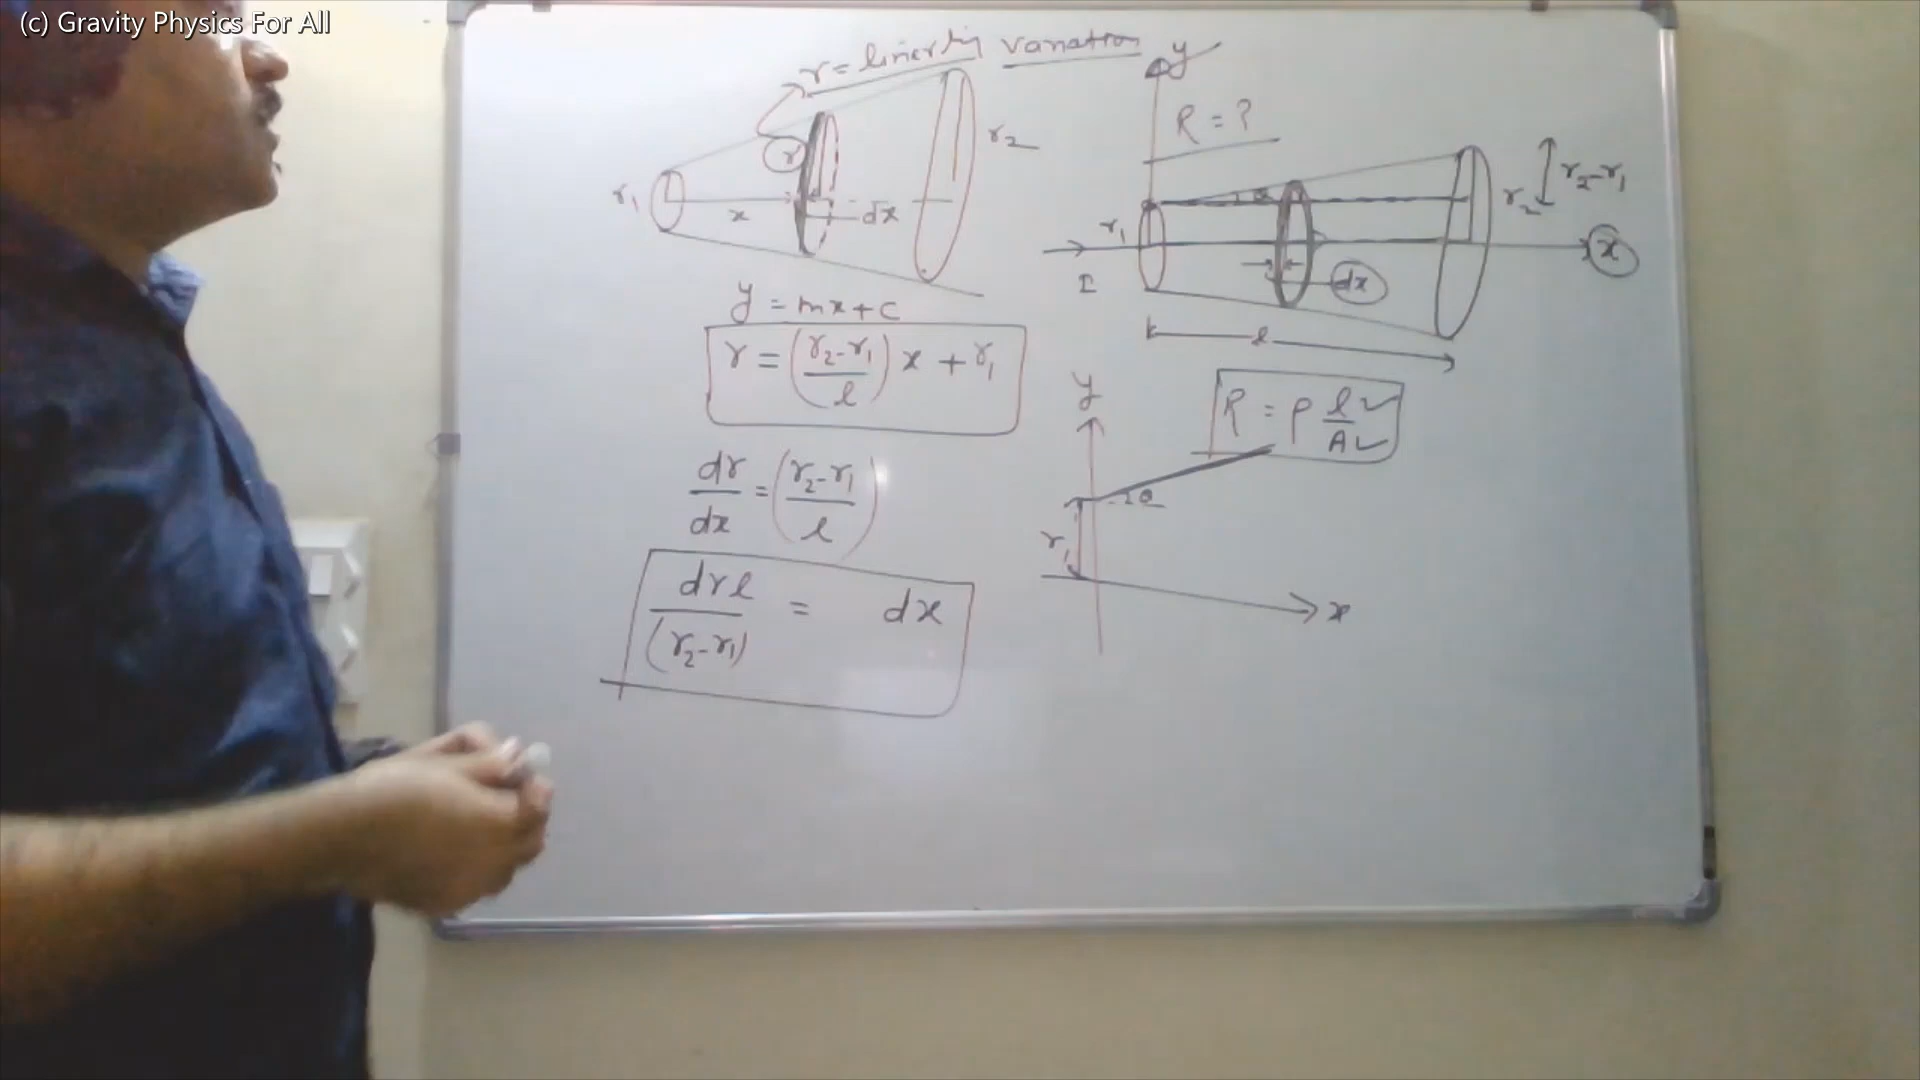 (c) Gravity Physics For All
r = linearly variation
r₁
r
x
dx
r₂
y = mx + c
r = ((r₂-r₁)/l) x + r₁
dr/dx = ((r₂-r₁)/l)
drl/(r₂-r₁) = dx
y
R = ?
r₂-r₁
r₂
r₁
θ
x
I
dx
l
R = ρ l/A
y
θ
r₁
x